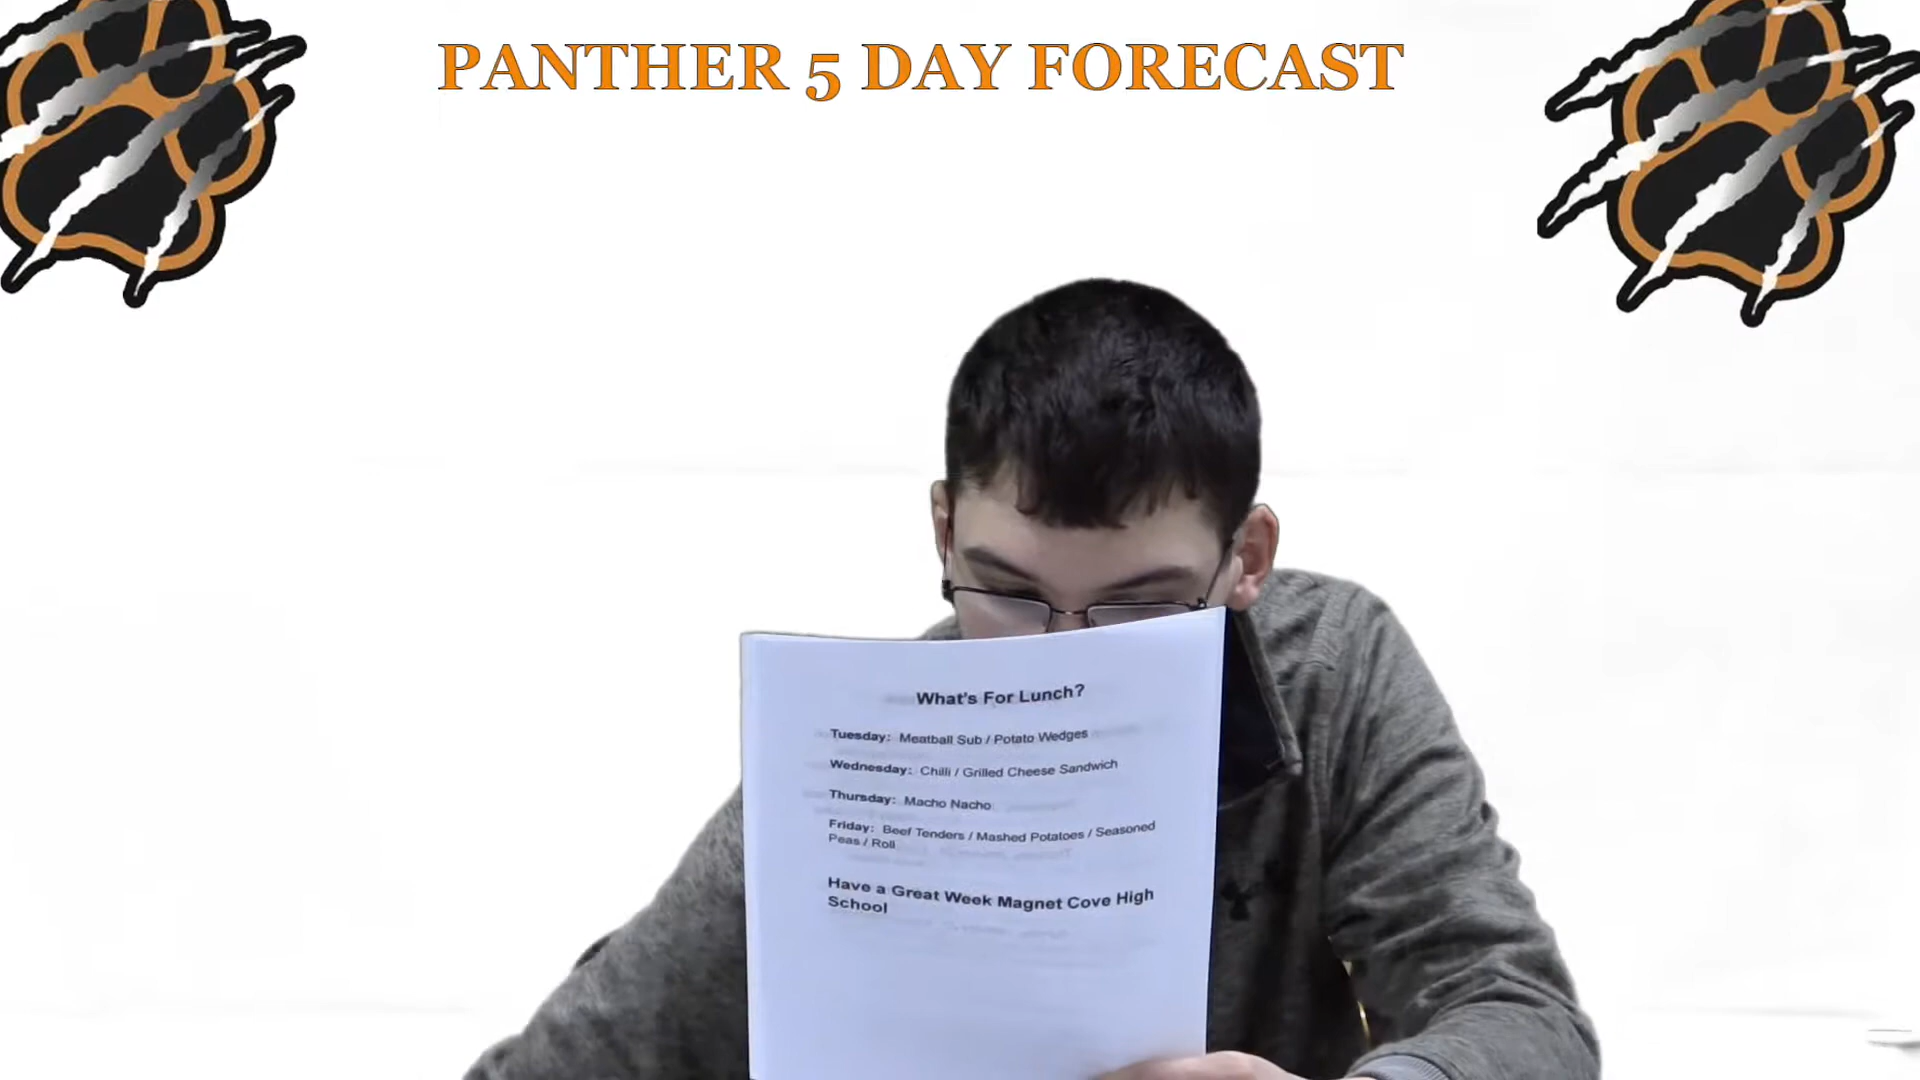 PANTHER 5 DAY FORECAST
What's For Lunch?
Tuesday: Meatball Sub / Potato Wedges
Wednesday: Chilli / Grilled Cheese Sandwich
Thursday: Macho Nacho
Friday: Beef Tenders / Mashed Potatoes / Seasoned
Peas / Roll
Have a Great Week Magnet Cove High
School